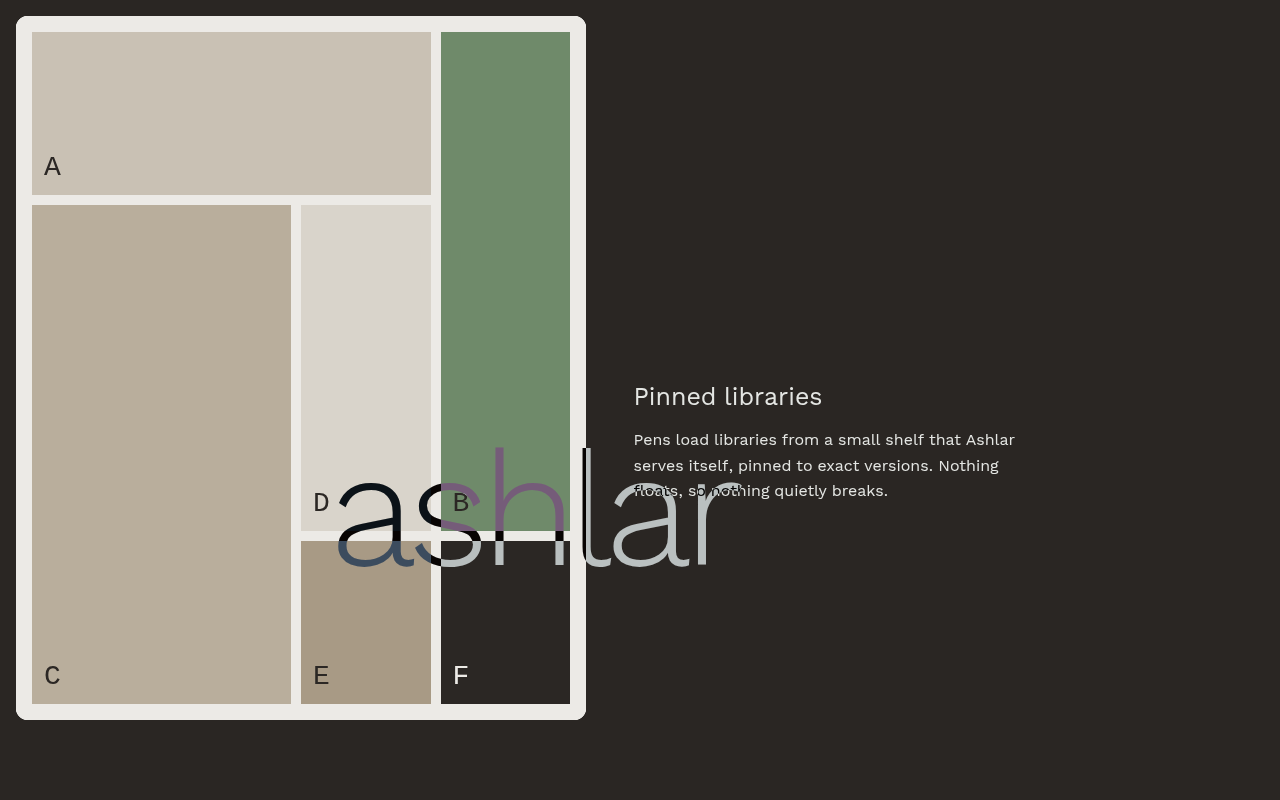 A
D
B
ashlar
C
E
F
Pinned libraries
Pens load libraries from a small shelf that Ashlar
serves itself, pinned to exact versions. Nothing
floats, so nothing quietly breaks.